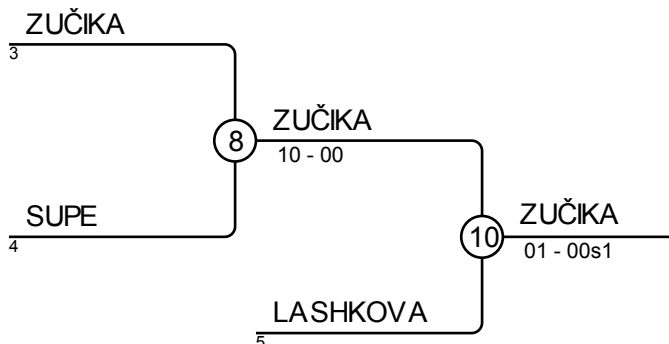 ZUČIKA
3
8
ZUČIKA
10 - 00
SUPE
4
10
ZUČIKA
01 - 00s1
LASHKOVA
5